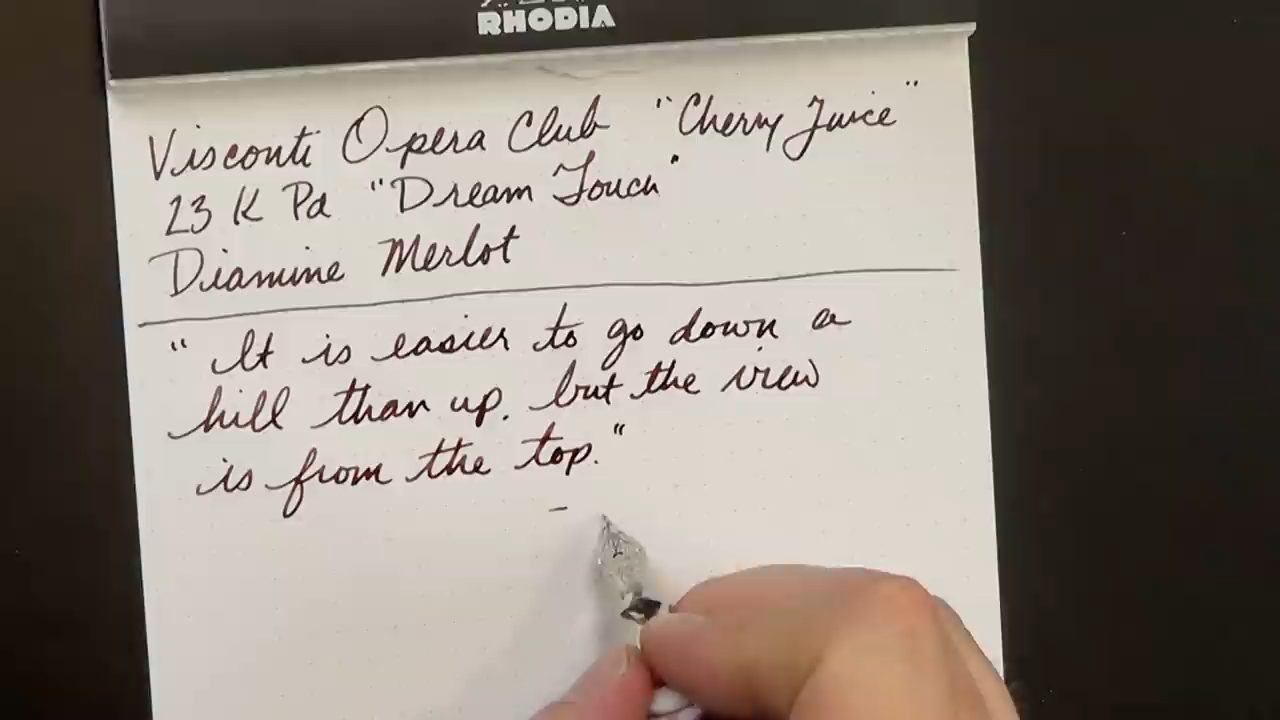 RHODIA
Visconti Opera Club "Cherry Juice"
23 K Pd "Dream Touch"
Diamine Merlot
"It is easier to go down a
hill than up, but the view
is from the top."
-